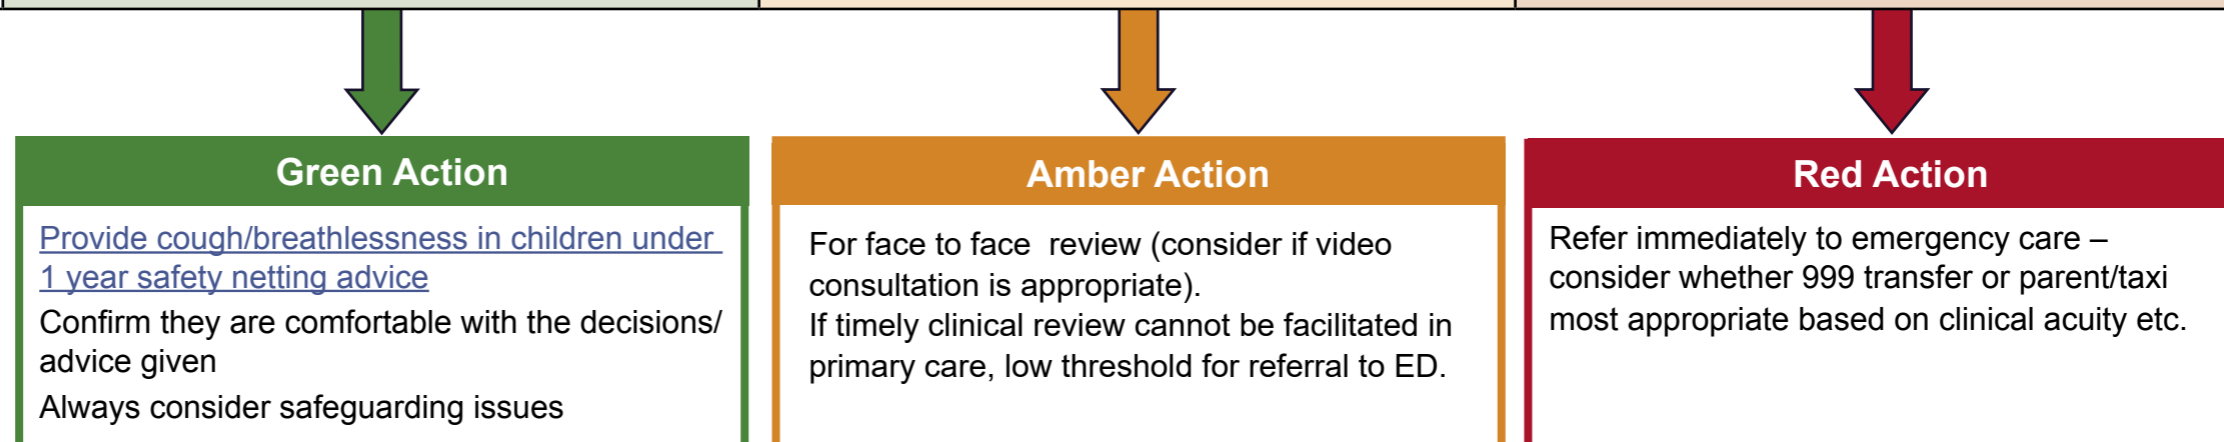 Green Action
Provide cough/breathlessness in children under
1 year safety netting advice
Confirm they are comfortable with the decisions/
advice given
Always consider safeguarding issues
Amber Action
For face to face  review (consider if video
consultation is appropriate).
If timely clinical review cannot be facilitated in
primary care, low threshold for referral to ED.
Red Action
Refer immediately to emergency care –
consider whether 999 transfer or parent/taxi
most appropriate based on clinical acuity etc.